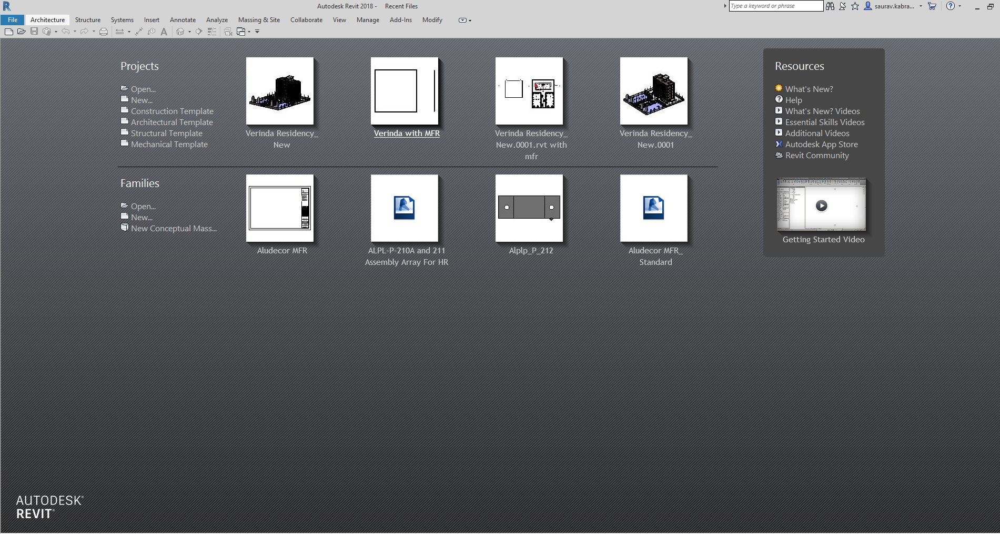 Autodesk Revit 2018 - Recent Files
Type a keyword or phrase
saurav.kabra...
File Architecture Structure Systems Insert Annotate Analyze Massing & Site Collaborate View Manage Add-Ins Modify
Projects
Open...
New...
Construction Template
Architectural Template
Structural Template
Mechanical Template
Verinda Residency_
New
Verinda with MFR
Verinda Residency_
New.0001.rvt with
mfr
Verinda Residency_
New.0001
Families
Open...
New...
New Conceptual Mass...
Aludecor MFR
ALPL-P-210A and 211
Assembly Array For HR
Alplp_P_212
Aludecor MFR_
Standard
Resources
What's New?
Help
What's New? Videos
Essential Skills Videos
Additional Videos
Autodesk App Store
Revit Community
Getting Started Video
AUTODESK®
REVIT®